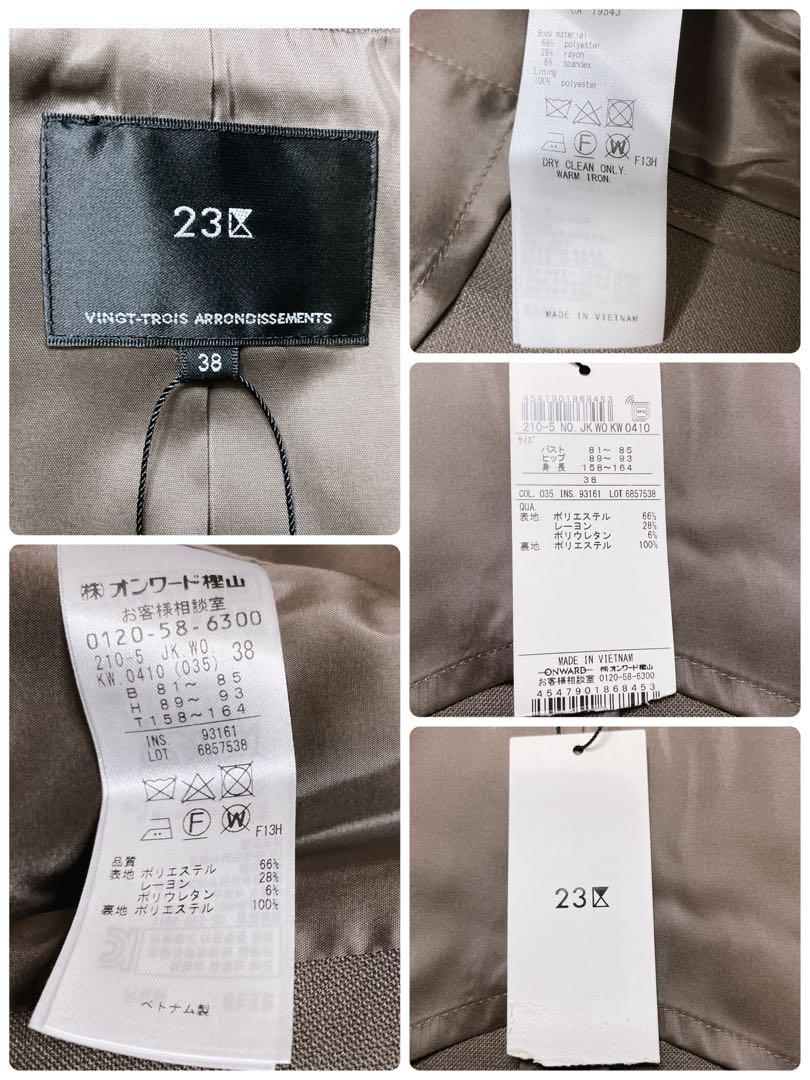 23区
VINGT-TROIS ARRONDISSEMENTS
38
CA 19543
Body material
66% polyester
28% rayon
6% spandex
Lining
100% polyester
F W F13H
DRY CLEAN ONLY.
WARM IRON.
MADE IN VIETNAM
4547901868453
210-5 NO. JK WO KW 0410
サイズ
バスト 81~ 85
ヒップ 89~ 93
身長 158~164
38
COL. 035 INS. 93161 LOT 6857538
QUA.
表地 ポリエステル 66%
レーヨン 28%
ポリウレタン 6%
裏地 ポリエステル 100%
MADE IN VIETNAM
ONWARD ㈱オンワード樫山
お客様相談室 0120-58-6300
4547901868453
㈱オンワード樫山
お客様相談室
0120-58-6300
210-5 JK.WO. 38
KW.0410 (035)
B 81~ 85
H 89~ 93
T158~164
INS. 93161
LOT 6857538
F W F13H
品質
表地 ポリエステル 66%
レーヨン 28%
ポリウレタン 6%
裏地 ポリエステル 100%
ベトナム製
23区